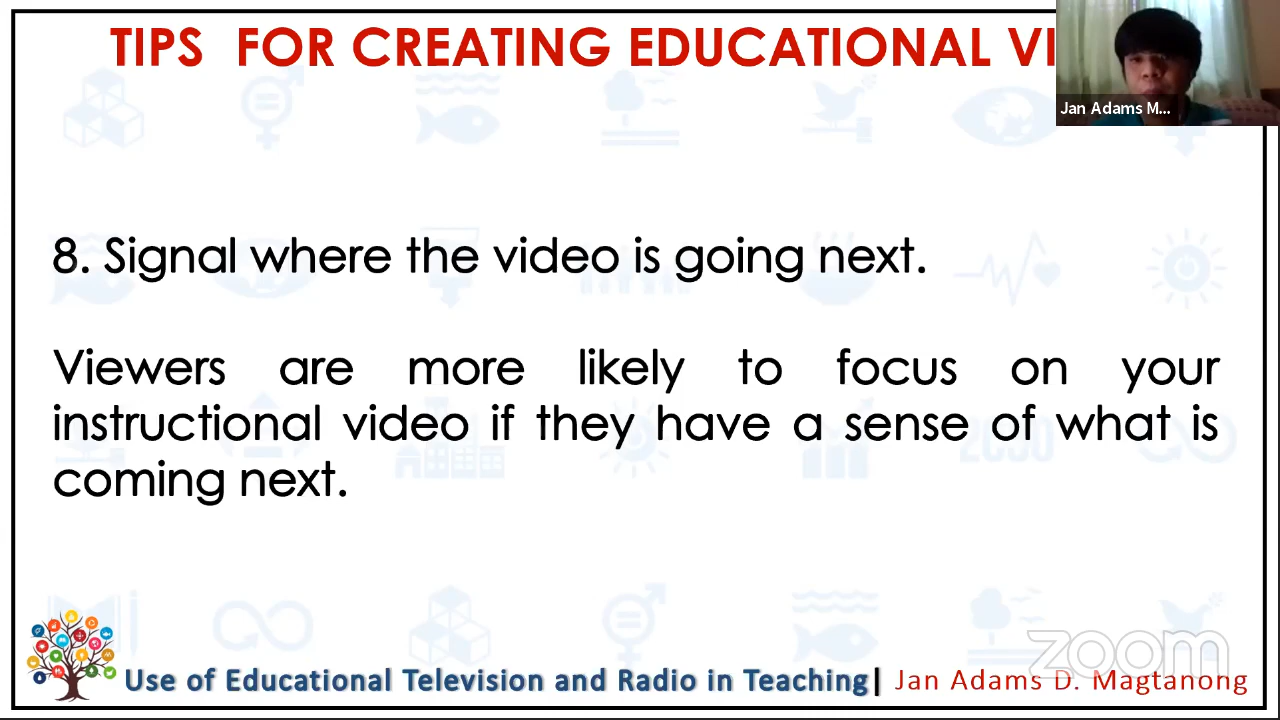 TIPS FOR CREATING EDUCATIONAL VI
Jan Adams M...
8. Signal where the video is going next.
Viewers are more likely to focus on your
instructional video if they have a sense of what is
coming next.
zoom
Use of Educational Television and Radio in Teaching| Jan Adams D. Magtanong